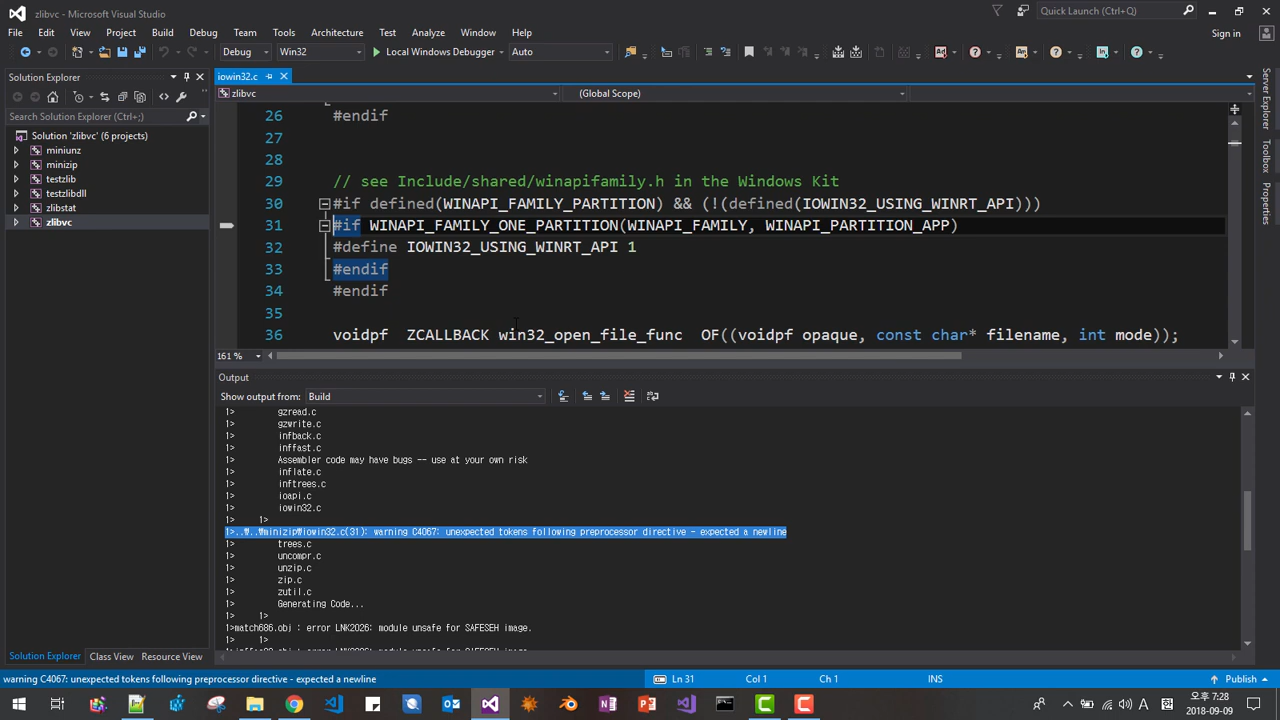 zlibvc - Microsoft Visual Studio
Quick Launch (Ctrl+Q)
File Edit View Project Build Debug Team Tools Architecture Test Analyze Window Help
Sign in
Debug Win32 Local Windows Debugger Auto
Solution Explorer
iowin32.c
zlibvc (Global Scope)
Search Solution Explorer (Ctrl+;)
Solution 'zlibvc' (6 projects)
miniunz
minizip
testzlib
testzlibdll
zlibstat
zlibvc
26 #endif
27
28
29 // see Include/shared/winapifamily.h in the Windows Kit
30 #if defined(WINAPI_FAMILY_PARTITION) && (!(defined(IOWIN32_USING_WINRT_API)))
31 #if WINAPI_FAMILY_ONE_PARTITION(WINAPI_FAMILY, WINAPI_PARTITION_APP)
32 #define IOWIN32_USING_WINRT_API 1
33 #endif
34 #endif
35
36 voidpf ZCALLBACK win32_open_file_func OF((voidpf opaque, const char* filename, int mode));
161 %
Server Explorer
Toolbox
Properties
Output
Show output from: Build
1> gzread.c
1> gzwrite.c
1> infback.c
1> inffast.c
1> Assembler code may have bugs -- use at your own risk
1> inflate.c
1> inftrees.c
1> ioapi.c
1> iowin32.c
1> 1>
1>..₩..₩minizip₩iowin32.c(31): warning C4067: unexpected tokens following preprocessor directive - expected a newline
1> trees.c
1> uncompr.c
1> unzip.c
1> zip.c
1> zutil.c
1> Generating Code...
1> 1>
1>match686.obj : error LNK2026: module unsafe for SAFESEH image.
1> 1>
Solution Explorer Class View Resource View
warning C4067: unexpected tokens following preprocessor directive - expected a newline
Ln 31 Col 1 Ch 1 INS Publish
오후 7:28
2018-09-09